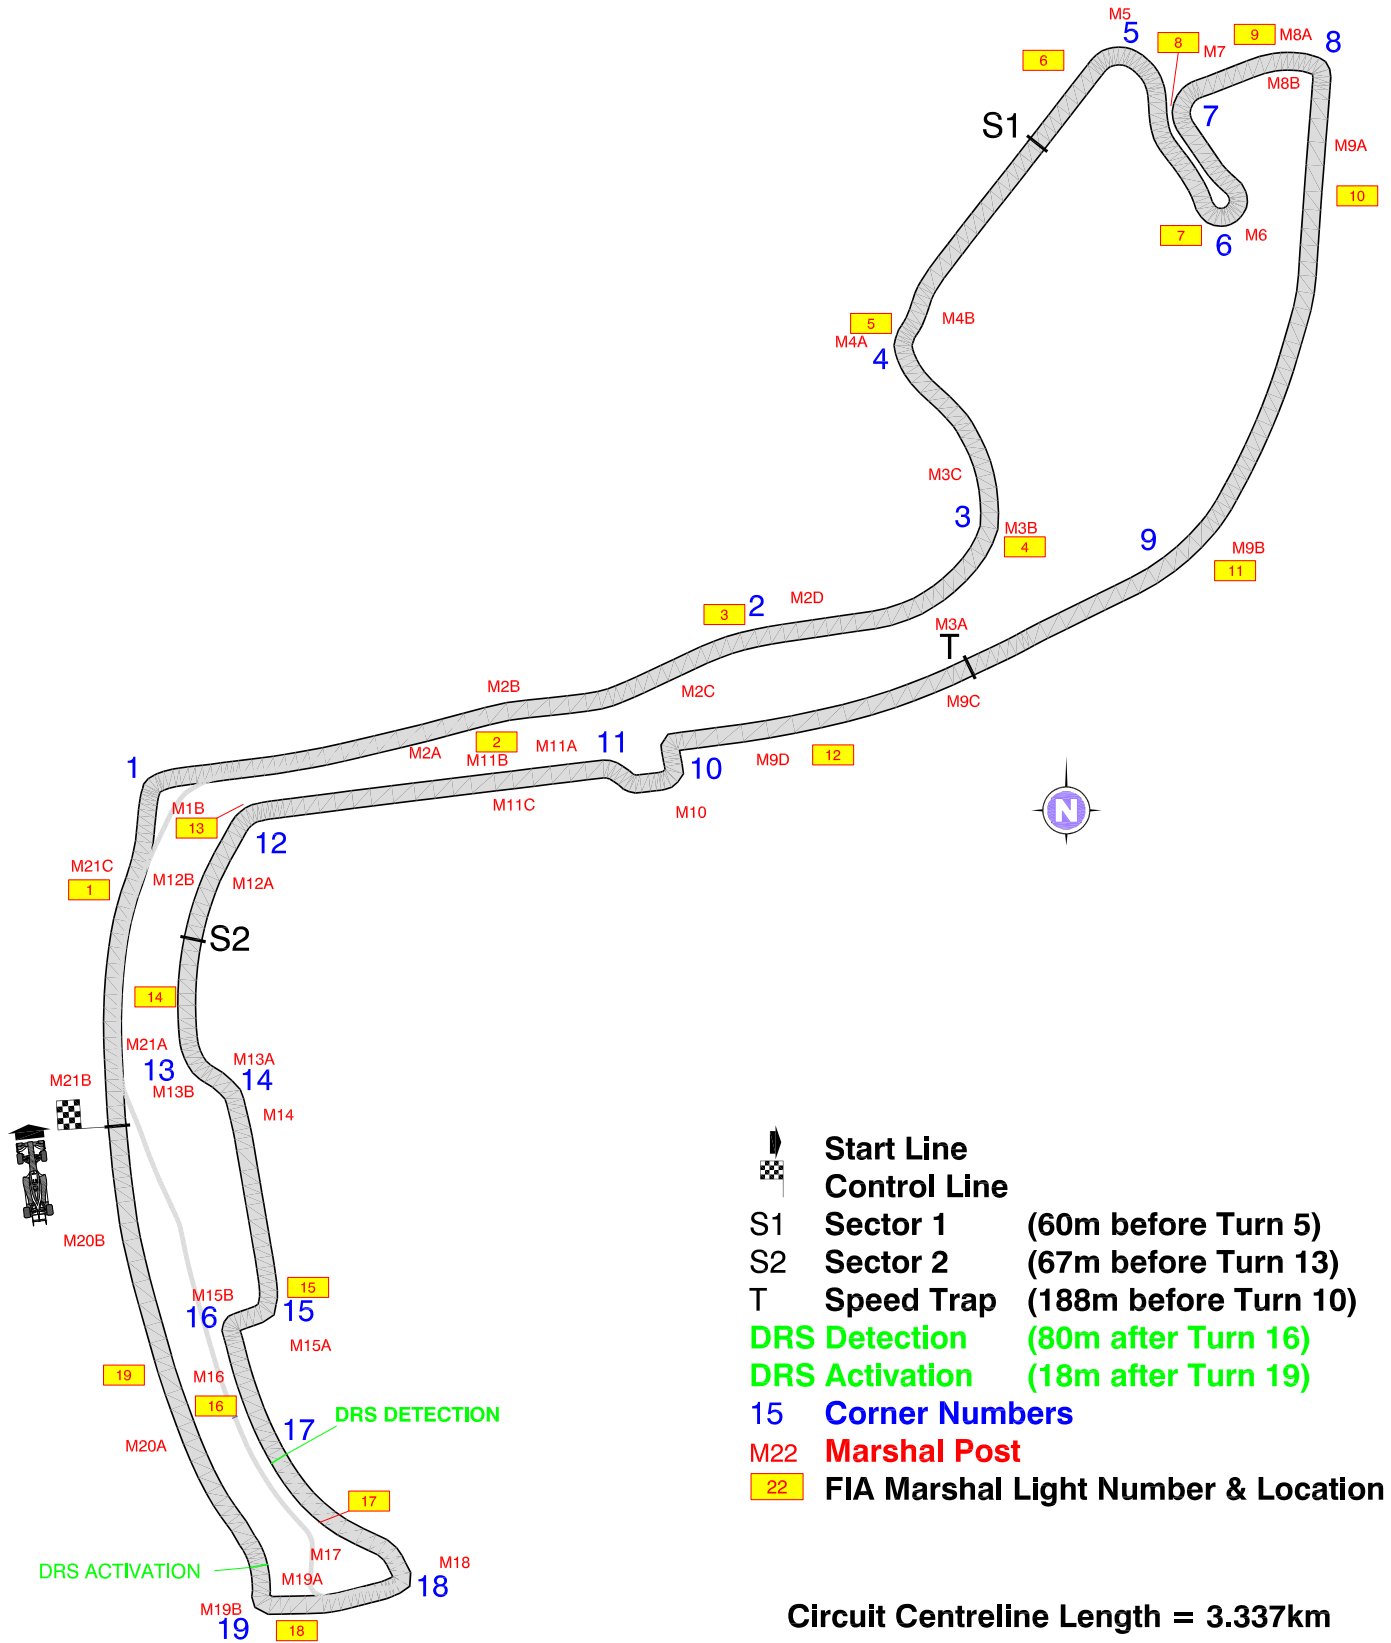 M5
5
8
M7
9
M8A
8
6
M8B
7
S1
M9A
10
7
6
M6
5
M4A
M4B
4
M3C
3
M3B
4
9
M9B
11
3
2
M2D
M3A
T
M2B
M2C
M9C
1
M2A
2
M11A
11
M11B
10
M9D
12
M1B
13
M11C
M10
N
12
M21C
1
M12B
M12A
S2
14
M21A
13
M13A
14
M21B
M13B
M14
Start Line
Control Line
S1 Sector 1 (60m before Turn 5)
M20B
S2 Sector 2 (67m before Turn 13)
M15B
15
16
15
T Speed Trap (188m before Turn 10)
M15A
DRS Detection (80m after Turn 16)
19
M16
DRS Activation (18m after Turn 19)
16
DRS DETECTION
15 Corner Numbers
17
M20A
M22 Marshal Post
22 FIA Marshal Light Number & Location
17
M17
M18
DRS ACTIVATION
M19A
18
M19B
19
18
Circuit Centreline Length = 3.337km